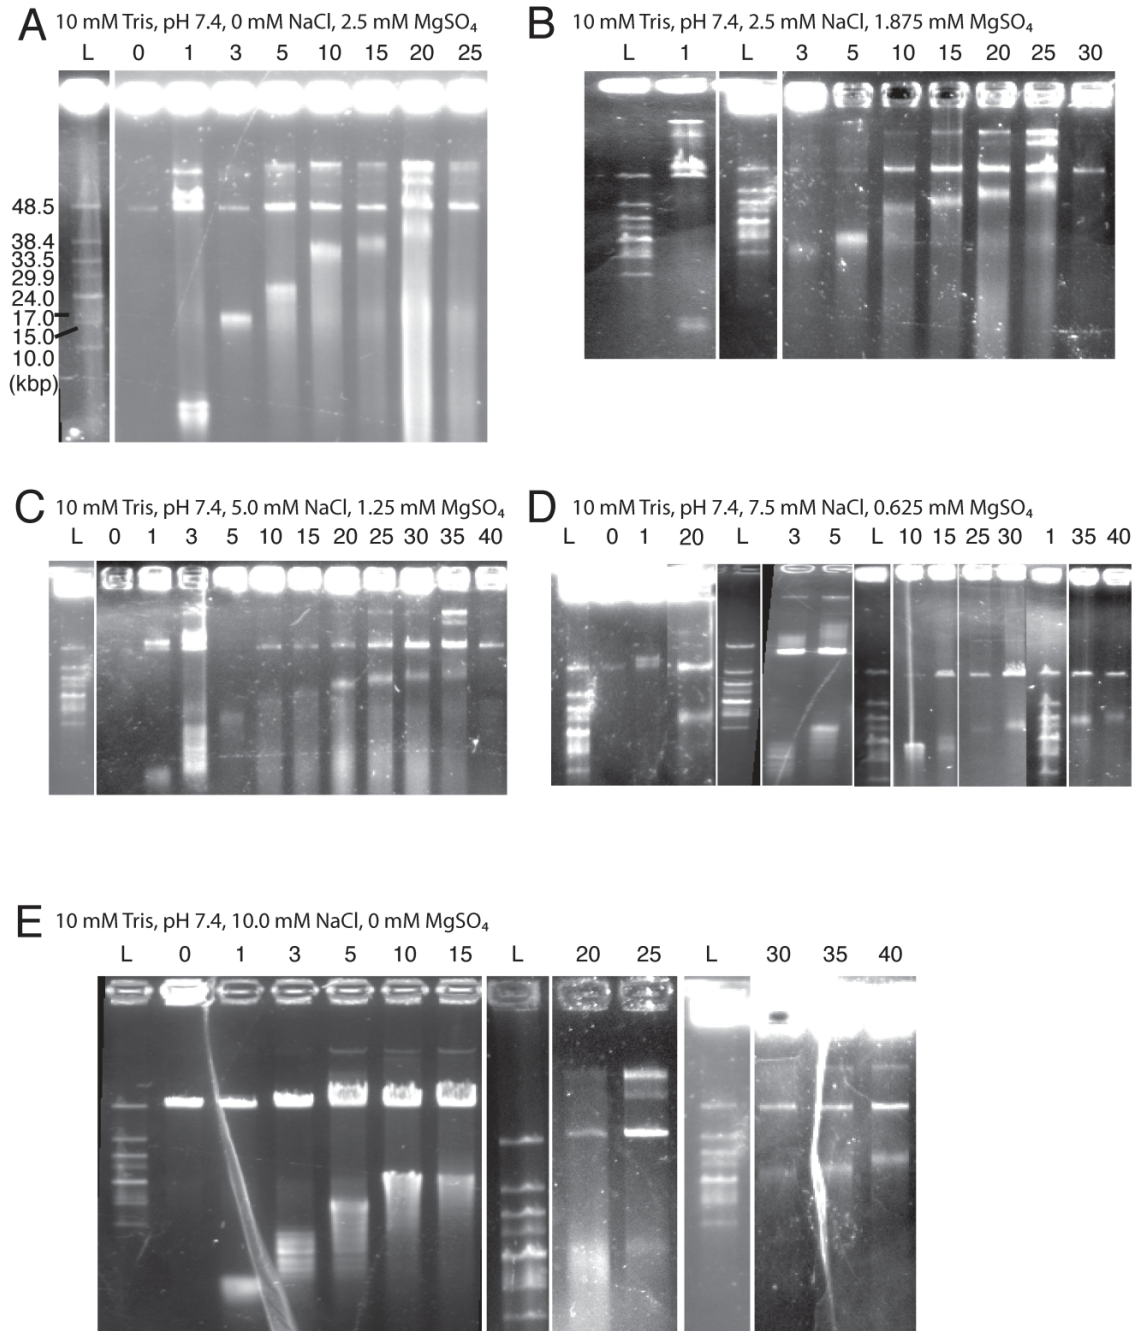 A 10 mM Tris, pH 7.4, 0 mM NaCl, 2.5 mM MgSO₄
L 0 1 3 5 10 15 20 25
48.5
38.4
33.5
29.9
24.0
17.0
15.0
10.0
(kbp)
B 10 mM Tris, pH 7.4, 2.5 mM NaCl, 1.875 mM MgSO₄
L 1 L 3 5 10 15 20 25 30
C 10 mM Tris, pH 7.4, 5.0 mM NaCl, 1.25 mM MgSO₄
L 0 1 3 5 10 15 20 25 30 35 40
D 10 mM Tris, pH 7.4, 7.5 mM NaCl, 0.625 mM MgSO₄
L 0 1 20 L 3 5 L 10 15 25 30 1 35 40
E 10 mM Tris, pH 7.4, 10.0 mM NaCl, 0 mM MgSO₄
L 0 1 3 5 10 15 L 20 25 L 30 35 40